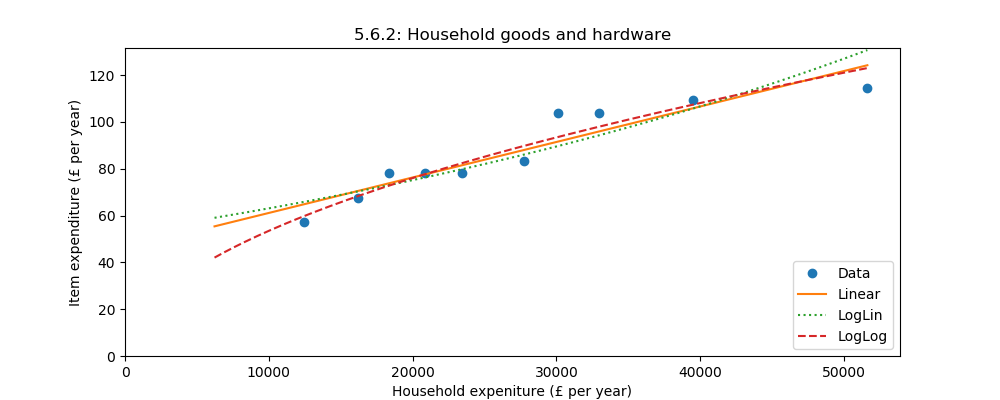 5.6.2: Household goods and hardware
Item expenditure (£ per year)
120
100
80
60
40
20
0
0 10000 20000 30000 40000 50000
Household expeniture (£ per year)
Data
Linear
LogLin
LogLog